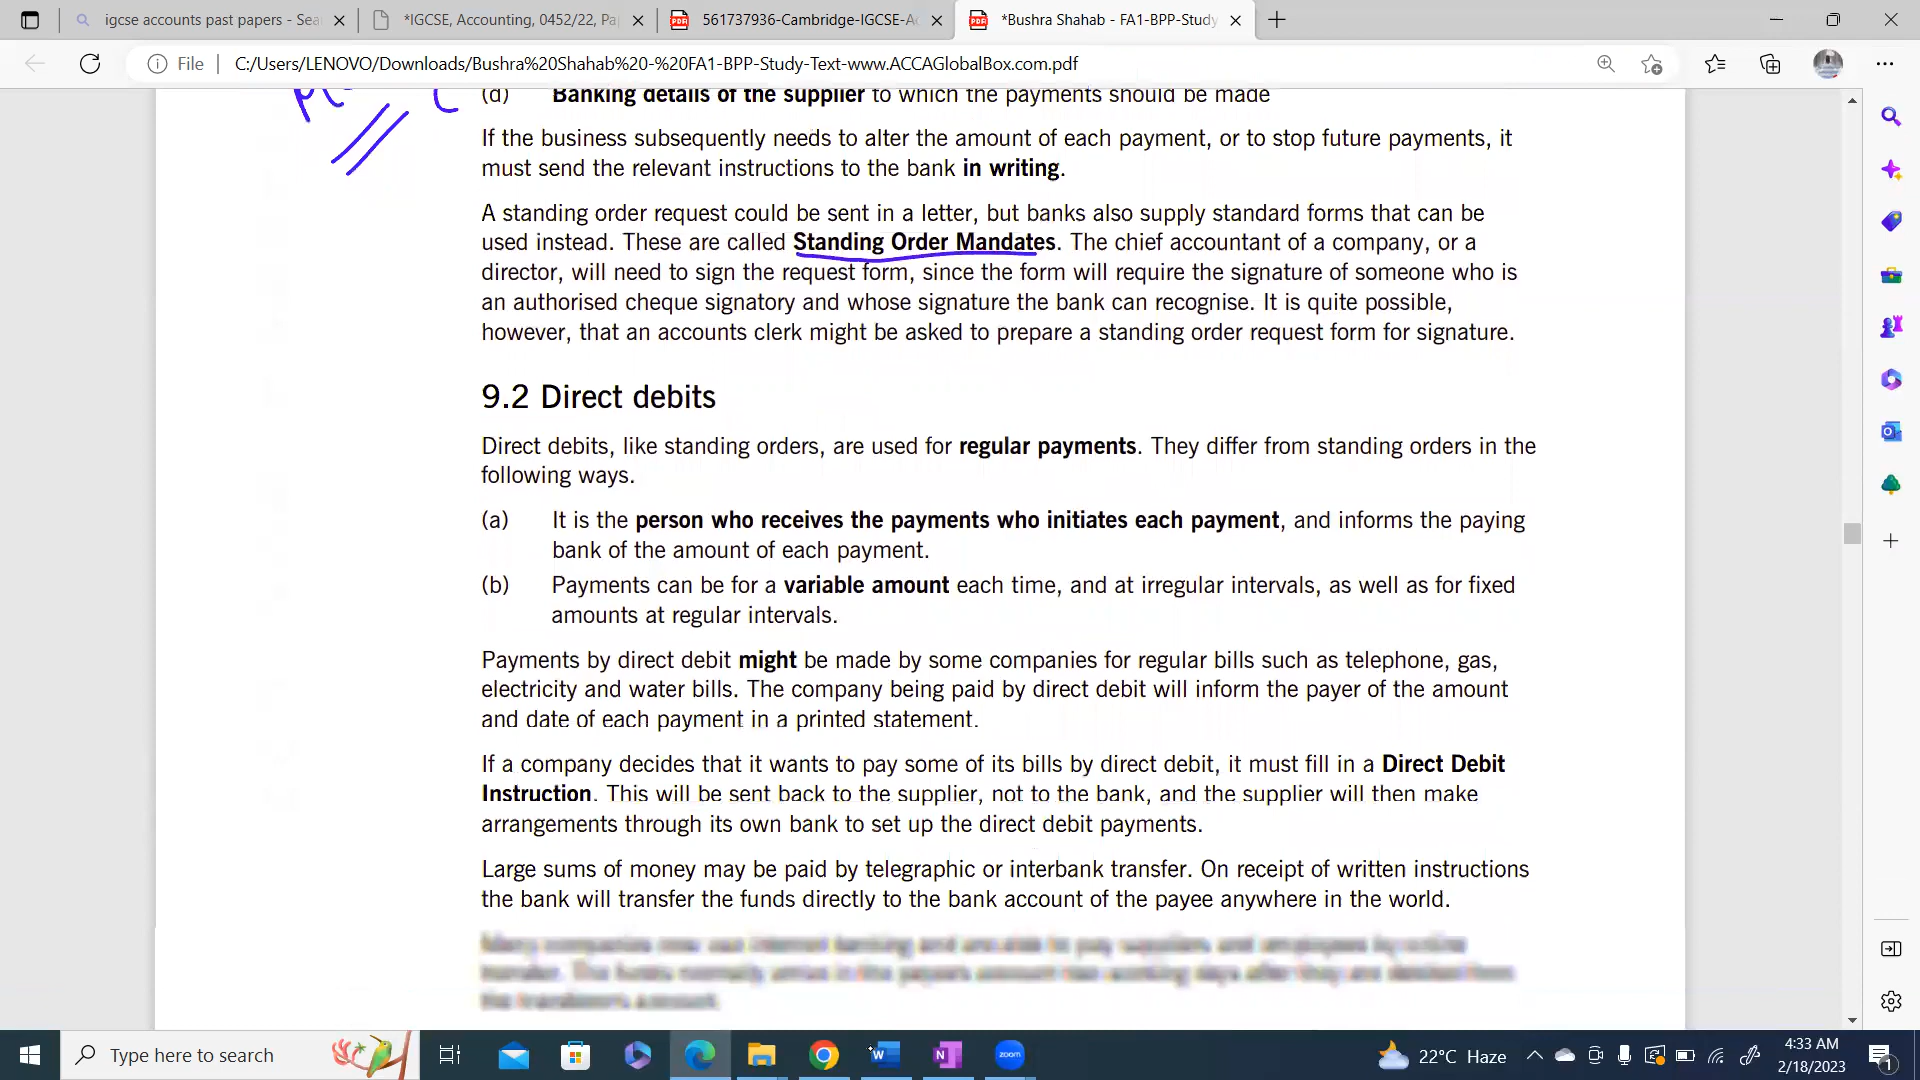 igcse accounts past papers - Sea
*IGCSE, Accounting, 0452/22, Pa
561737936-Cambridge-IGCSE-Ac
*Bushra Shahab - FA1-BPP-Study
File
C:/Users/LENOVO/Downloads/Bushra%20Shahab%20-%20FA1-BPP-Study-Text-www.ACCAGlobalBox.com.pdf
(d) Banking details of the supplier to which the payments should be made
If the business subsequently needs to alter the amount of each payment, or to stop future payments, it
must send the relevant instructions to the bank in writing.
A standing order request could be sent in a letter, but banks also supply standard forms that can be
used instead. These are called Standing Order Mandates. The chief accountant of a company, or a
director, will need to sign the request form, since the form will require the signature of someone who is
an authorised cheque signatory and whose signature the bank can recognise. It is quite possible,
however, that an accounts clerk might be asked to prepare a standing order request form for signature.
9.2 Direct debits
Direct debits, like standing orders, are used for regular payments. They differ from standing orders in the
following ways.
(a) It is the person who receives the payments who initiates each payment, and informs the paying
bank of the amount of each payment.
(b) Payments can be for a variable amount each time, and at irregular intervals, as well as for fixed
amounts at regular intervals.
Payments by direct debit might be made by some companies for regular bills such as telephone, gas,
electricity and water bills. The company being paid by direct debit will inform the payer of the amount
and date of each payment in a printed statement.
If a company decides that it wants to pay some of its bills by direct debit, it must fill in a Direct Debit
Instruction. This will be sent back to the supplier, not to the bank, and the supplier will then make
arrangements through its own bank to set up the direct debit payments.
Large sums of money may be paid by telegraphic or interbank transfer. On receipt of written instructions
the bank will transfer the funds directly to the bank account of the payee anywhere in the world.
Type here to search
zoom
22°C Haze
4:33 AM
2/18/2023
1